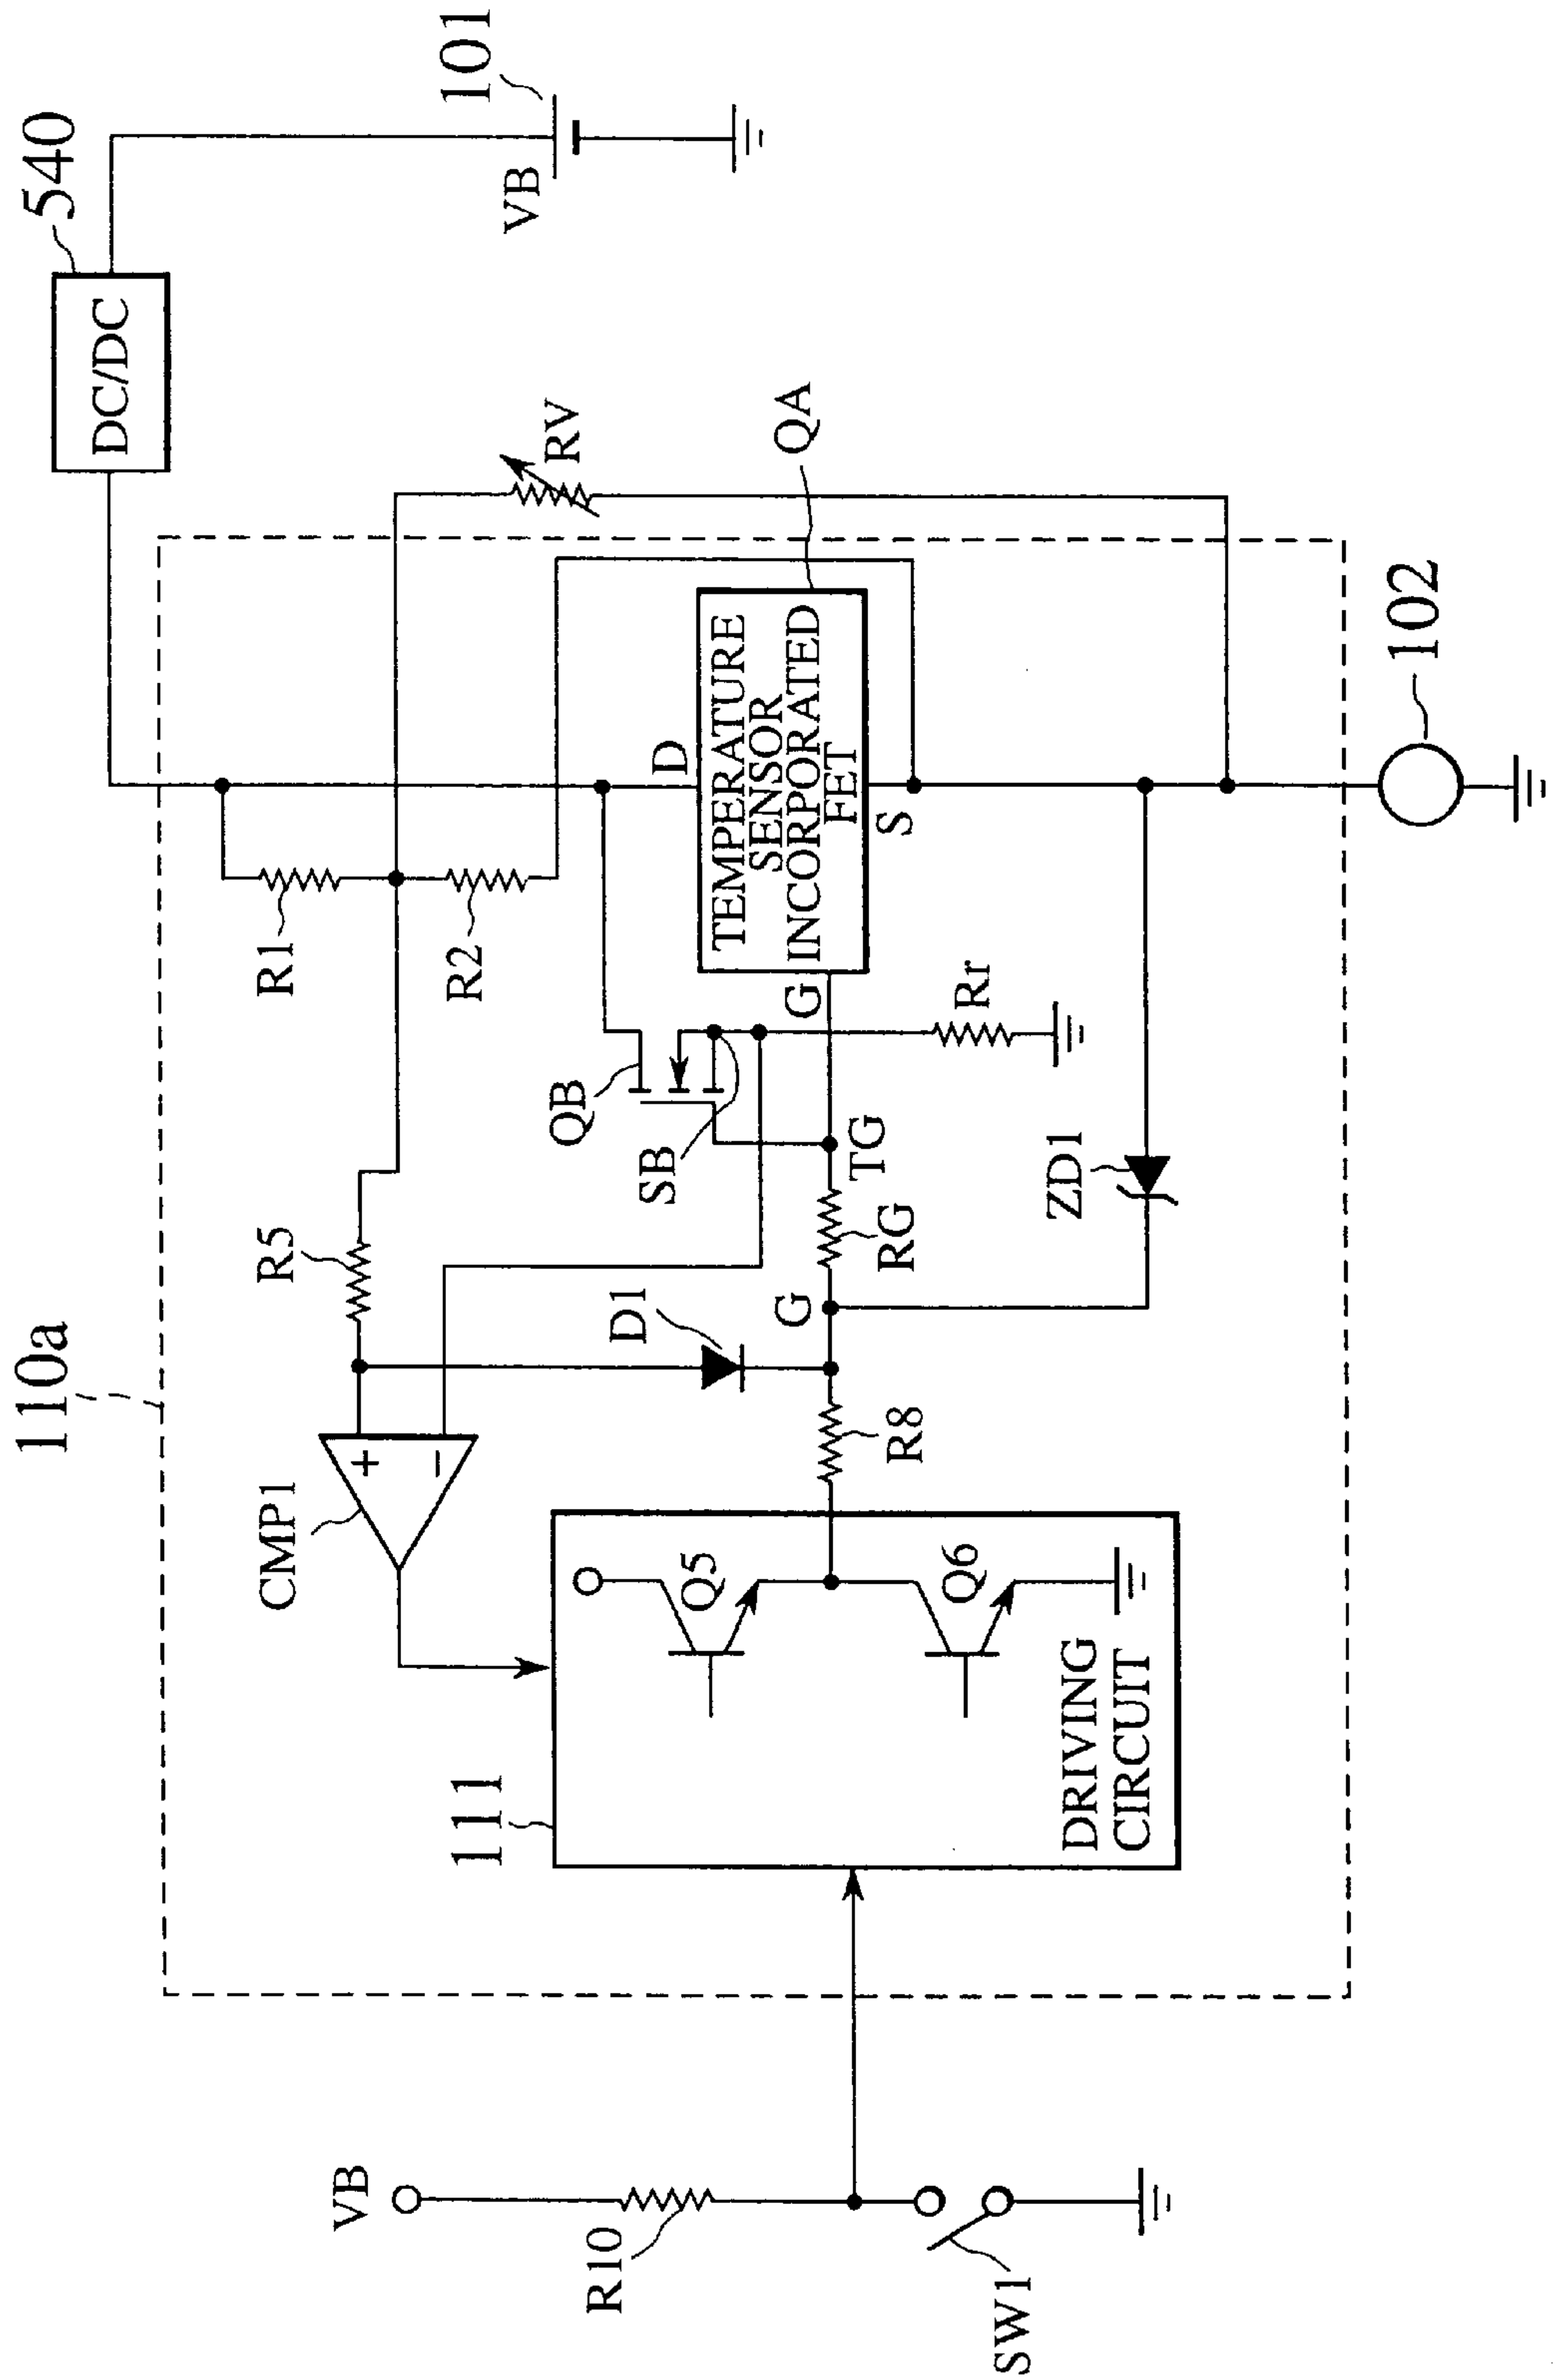 110a
540
DC/DC
101
VB
CMP1
+
−
R5
R1
R2
RV
D1
QB
SB
D
QA
TEMPERATURE
SENSOR
INCORPORATED
FET
G
S
TG
RG
G
R8
Rr
ZD1
102
111
Q5
Q6
DRIVING
CIRCUIT
VB
R10
SW1